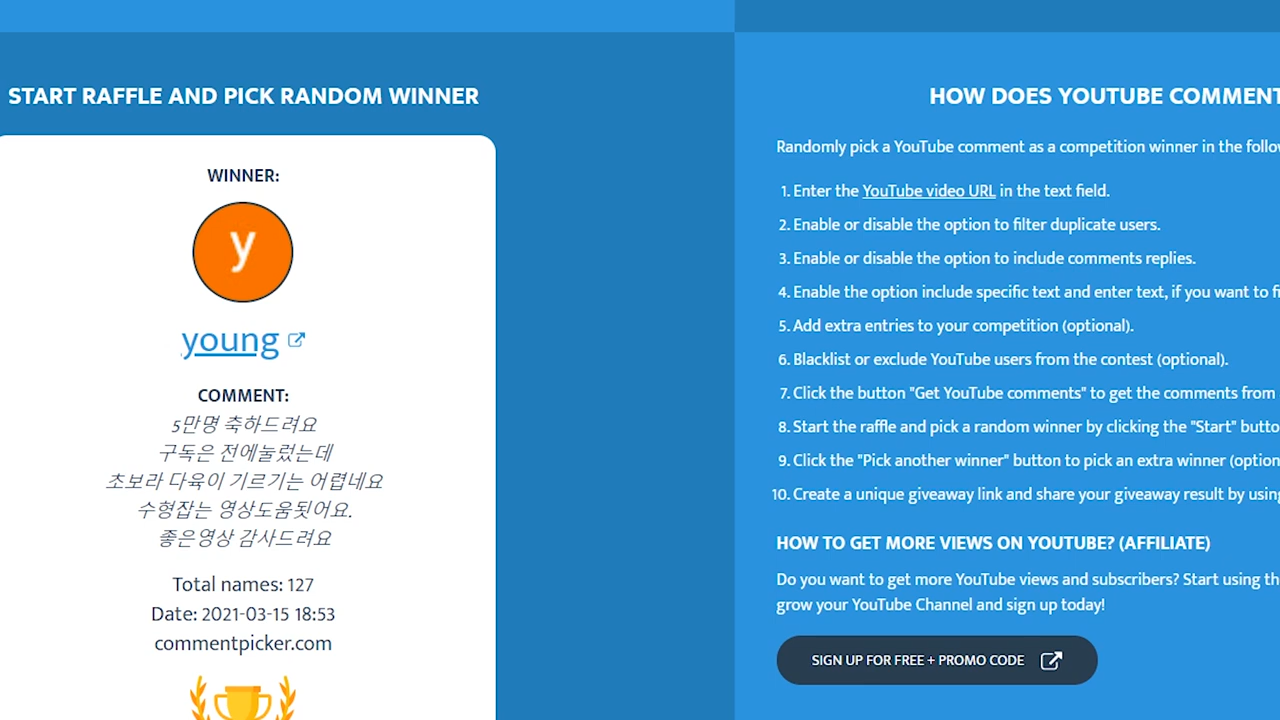 START RAFFLE AND PICK RANDOM WINNER
WINNER:
y
young
COMMENT:
5만명 축하드려요
구독은 전에눌렀는데
초보라 다육이 기르기는 어렵네요
수형잡는 영상도움됫어요.
좋은영상 감사드려요
Total names: 127
Date: 2021-03-15 18:53
commentpicker.com
HOW DOES YOUTUBE COMMENT
Randomly pick a YouTube comment as a competition winner in the follo
1. Enter the YouTube video URL in the text field.
2. Enable or disable the option to filter duplicate users.
3. Enable or disable the option to include comments replies.
4. Enable the option include specific text and enter text, if you want to fi
5. Add extra entries to your competition (optional).
6. Blacklist or exclude YouTube users from the contest (optional).
7. Click the button "Get YouTube comments" to get the comments from
8. Start the raffle and pick a random winner by clicking the "Start" butto
9. Click the "Pick another winner" button to pick an extra winner (option
10. Create a unique giveaway link and share your giveaway result by using
HOW TO GET MORE VIEWS ON YOUTUBE? (AFFILIATE)
Do you want to get more YouTube views and subscribers? Start using th
grow your YouTube Channel and sign up today!
SIGN UP FOR FREE + PROMO CODE